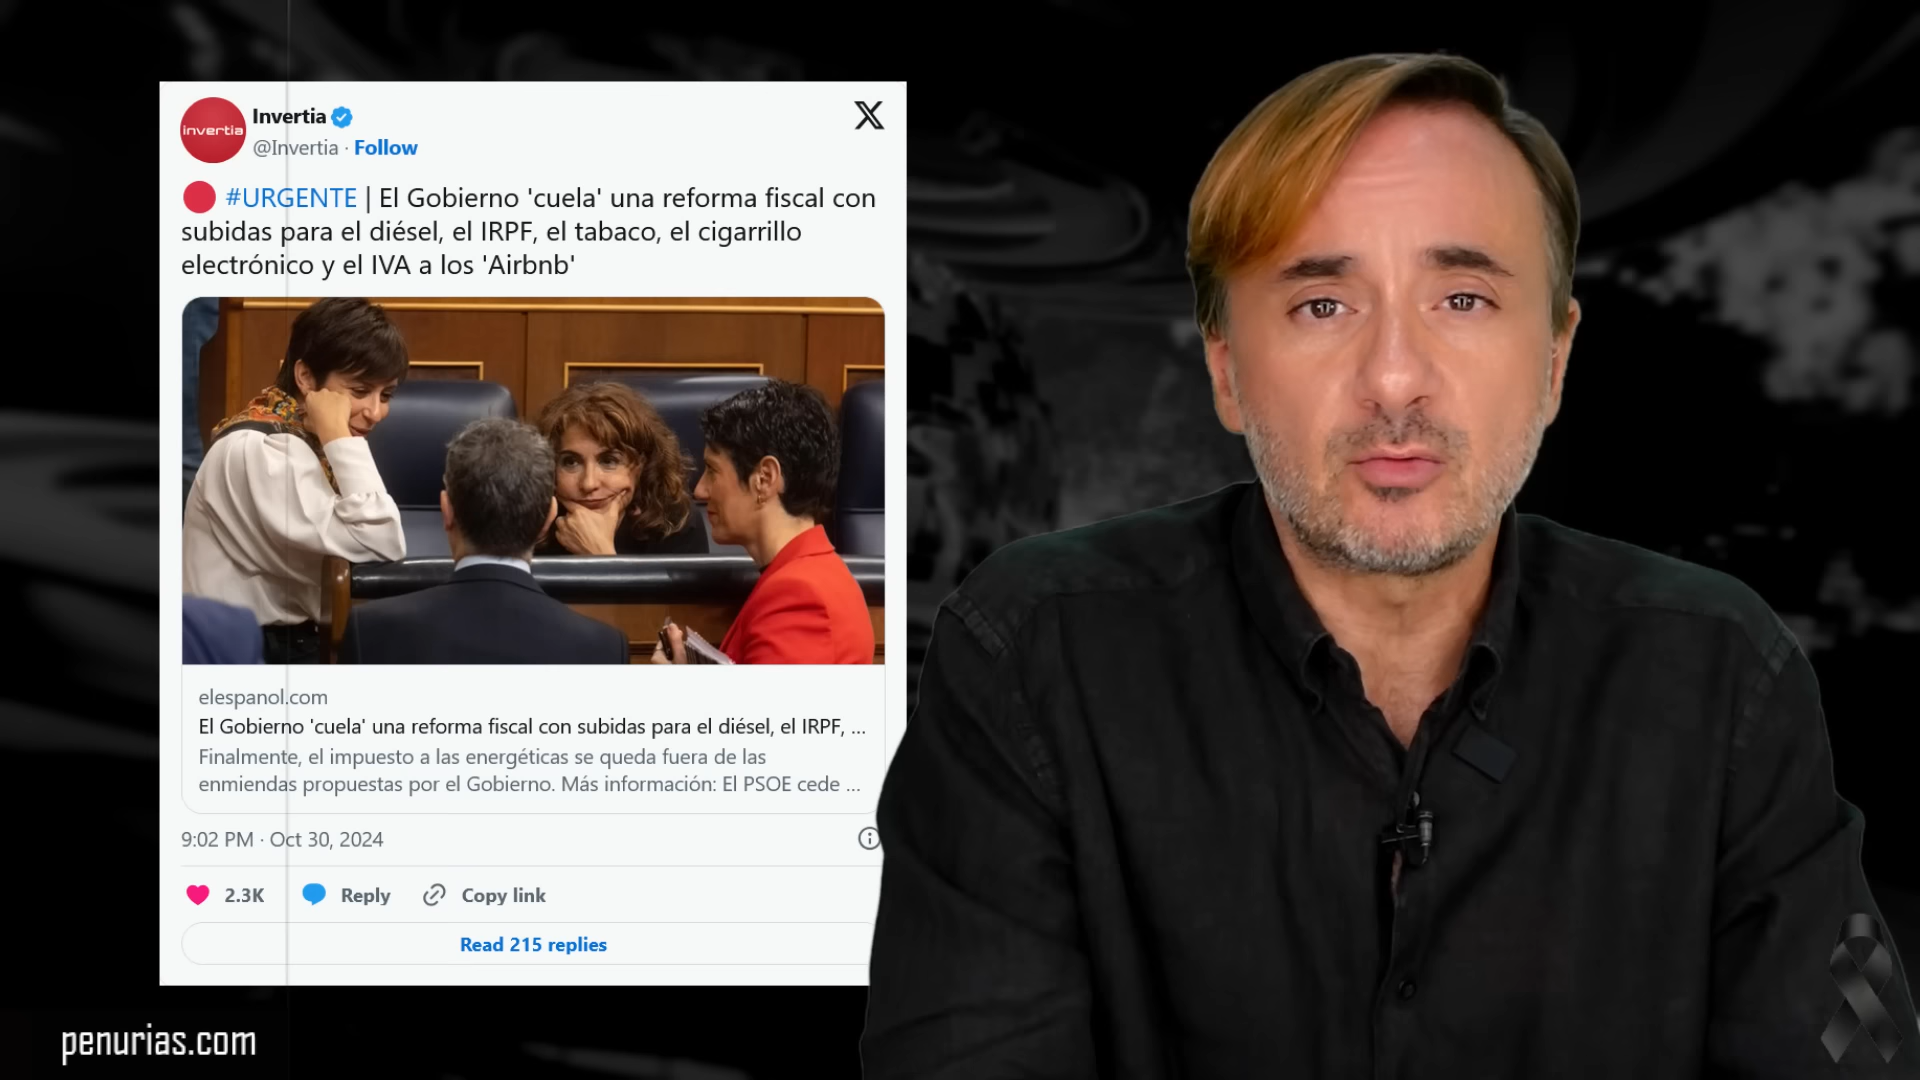 invertia
Invertia
@Invertia · Follow
X
#URGENTE | El Gobierno 'cuela' una reforma fiscal con
subidas para el diésel, el IRPF, el tabaco, el cigarrillo
electrónico y el IVA a los 'Airbnb'
elespanol.com
El Gobierno 'cuela' una reforma fiscal con subidas para el diésel, el IRPF, ...
Finalmente, el impuesto a las energéticas se queda fuera de las
enmiendas propuestas por el Gobierno. Más información: El PSOE cede ...
9:02 PM · Oct 30, 2024
2.3K Reply Copy link
Read 215 replies
penurias.com